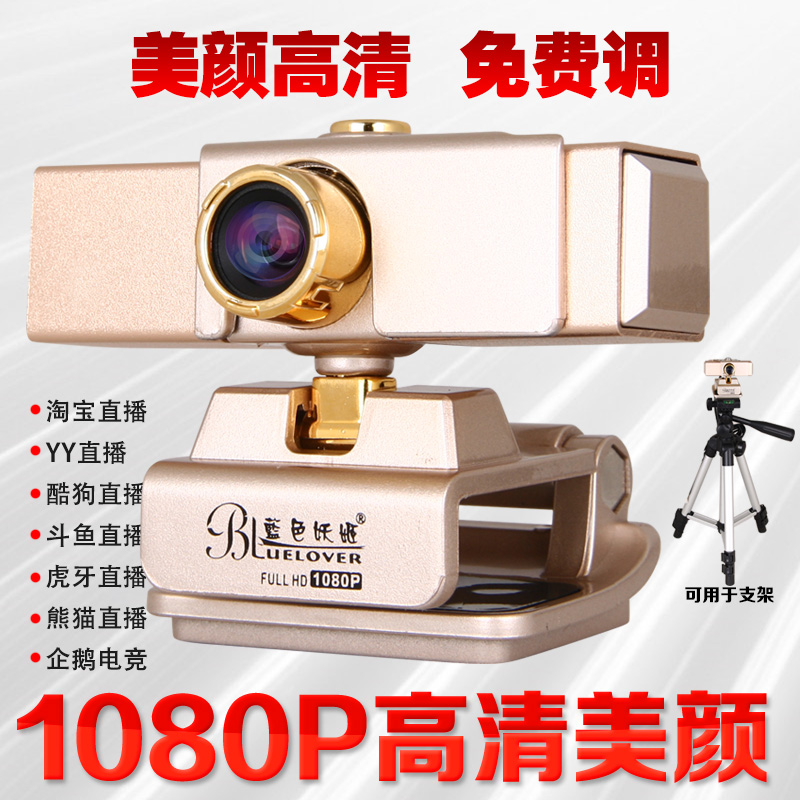 美颜高清 免费调
淘宝直播
YY直播
酷狗直播
斗鱼直播
虎牙直播
熊猫直播
企鹅电竞
藍色妖姬®
BLUELOVER
FULL HD 1080P
可用于支架
1080P高清美颜